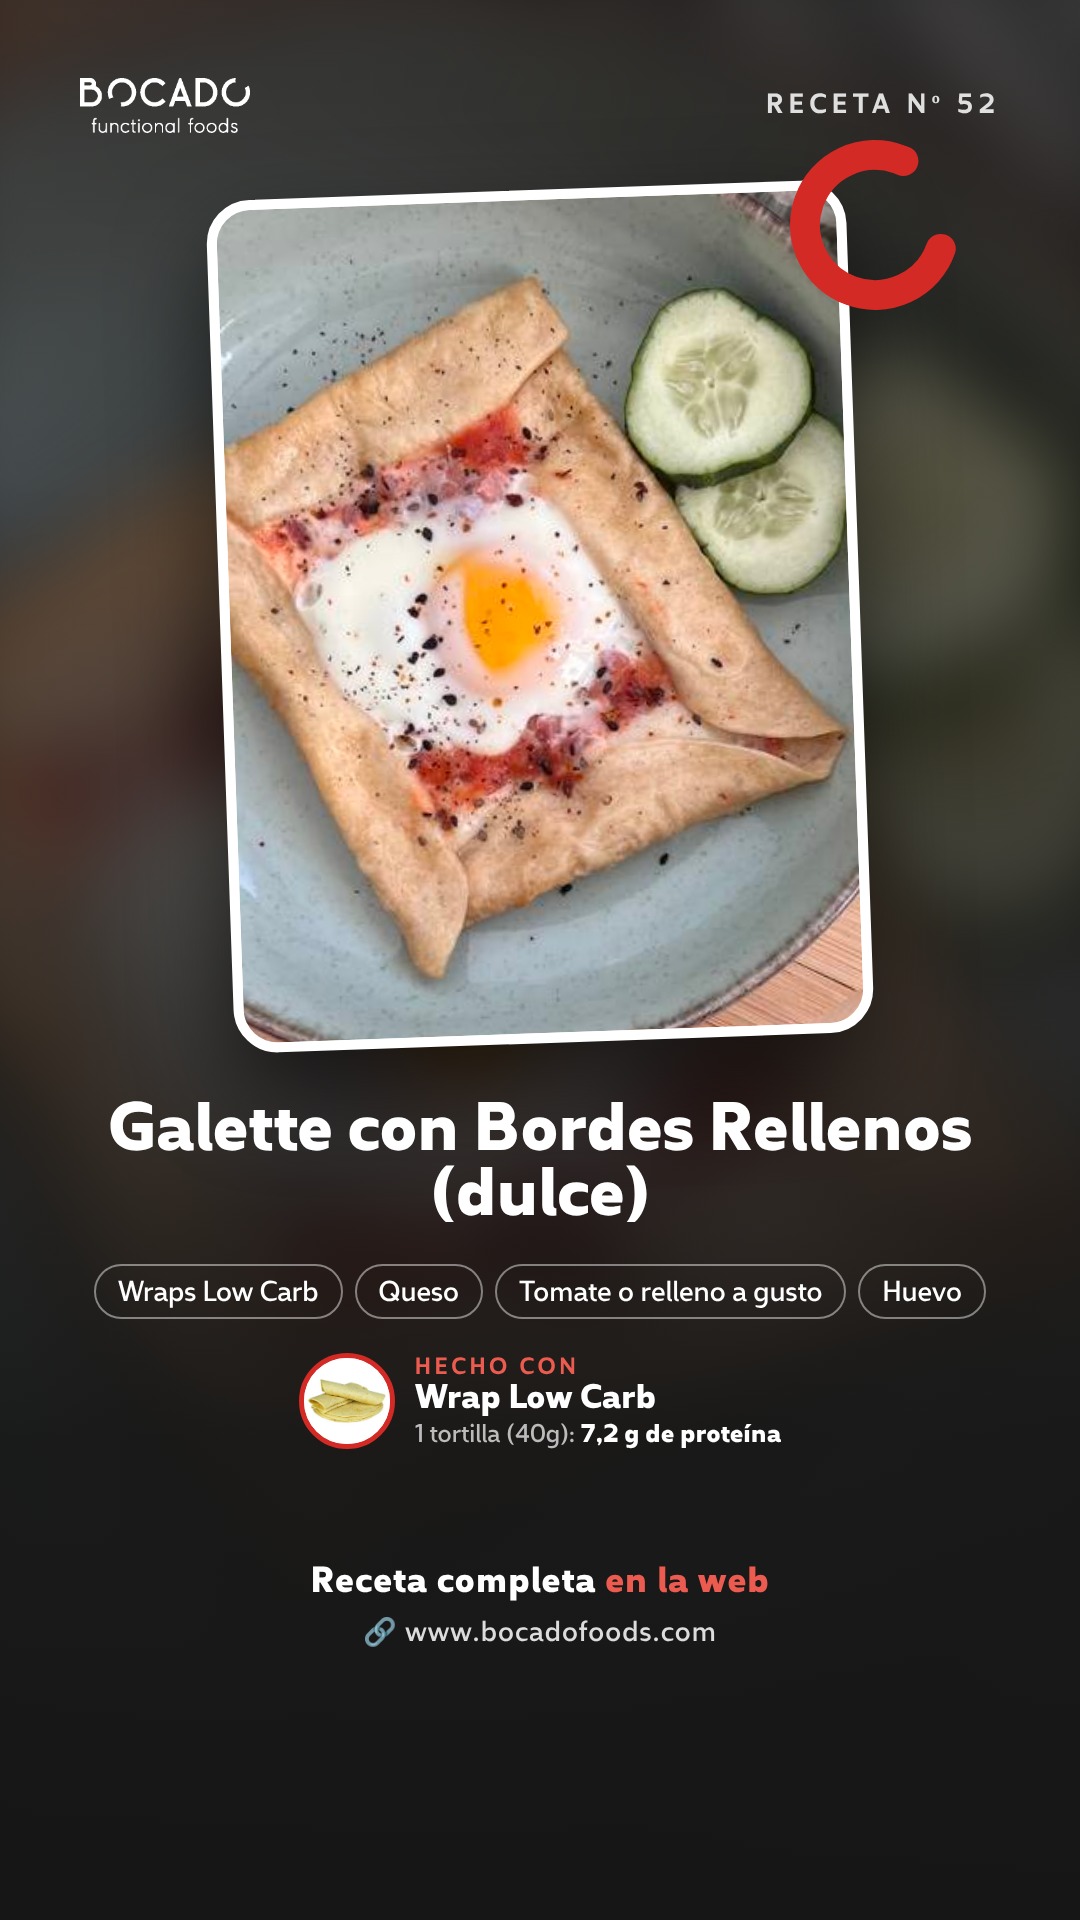 BOCADO
functional foods
RECETA Nº 52
Galette con Bordes Rellenos
(dulce)
Wraps Low Carb
Queso
Tomate o relleno a gusto
Huevo
HECHO CON
Wrap Low Carb
1 tortilla (40g): 7,2 g de proteína
Receta completa en la web
🔗 www.bocadofoods.com